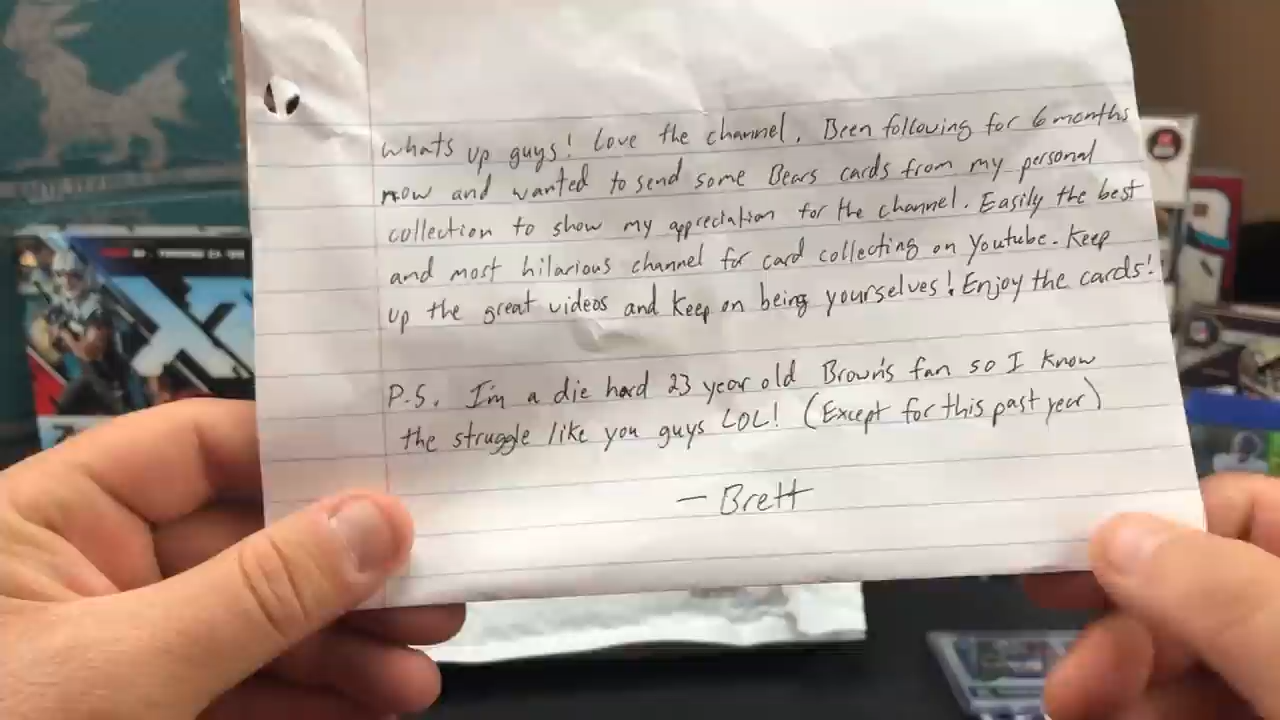 whats up guys! Love the channel. Been following for 6 months
now and wanted to send some Bears cards from my personal
collection to show my appreciation for the channel. Easily the best
and most hilarious channel for card collecting on Youtube. Keep
up the great videos and keep on being yourselves! Enjoy the cards!
P.S. I'm a die hard 23 year old Brown's fan so I know
the struggle like you guys LOL! (Except for this past year)
— Brett